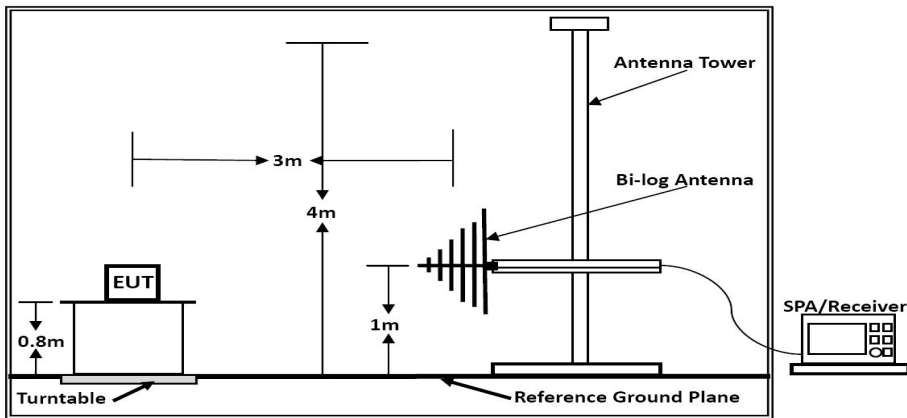 Antenna Tower
3m
Bi-log Antenna
4m
EUT
SPA/Receiver
0.8m
1m
Turntable
Reference Ground Plane